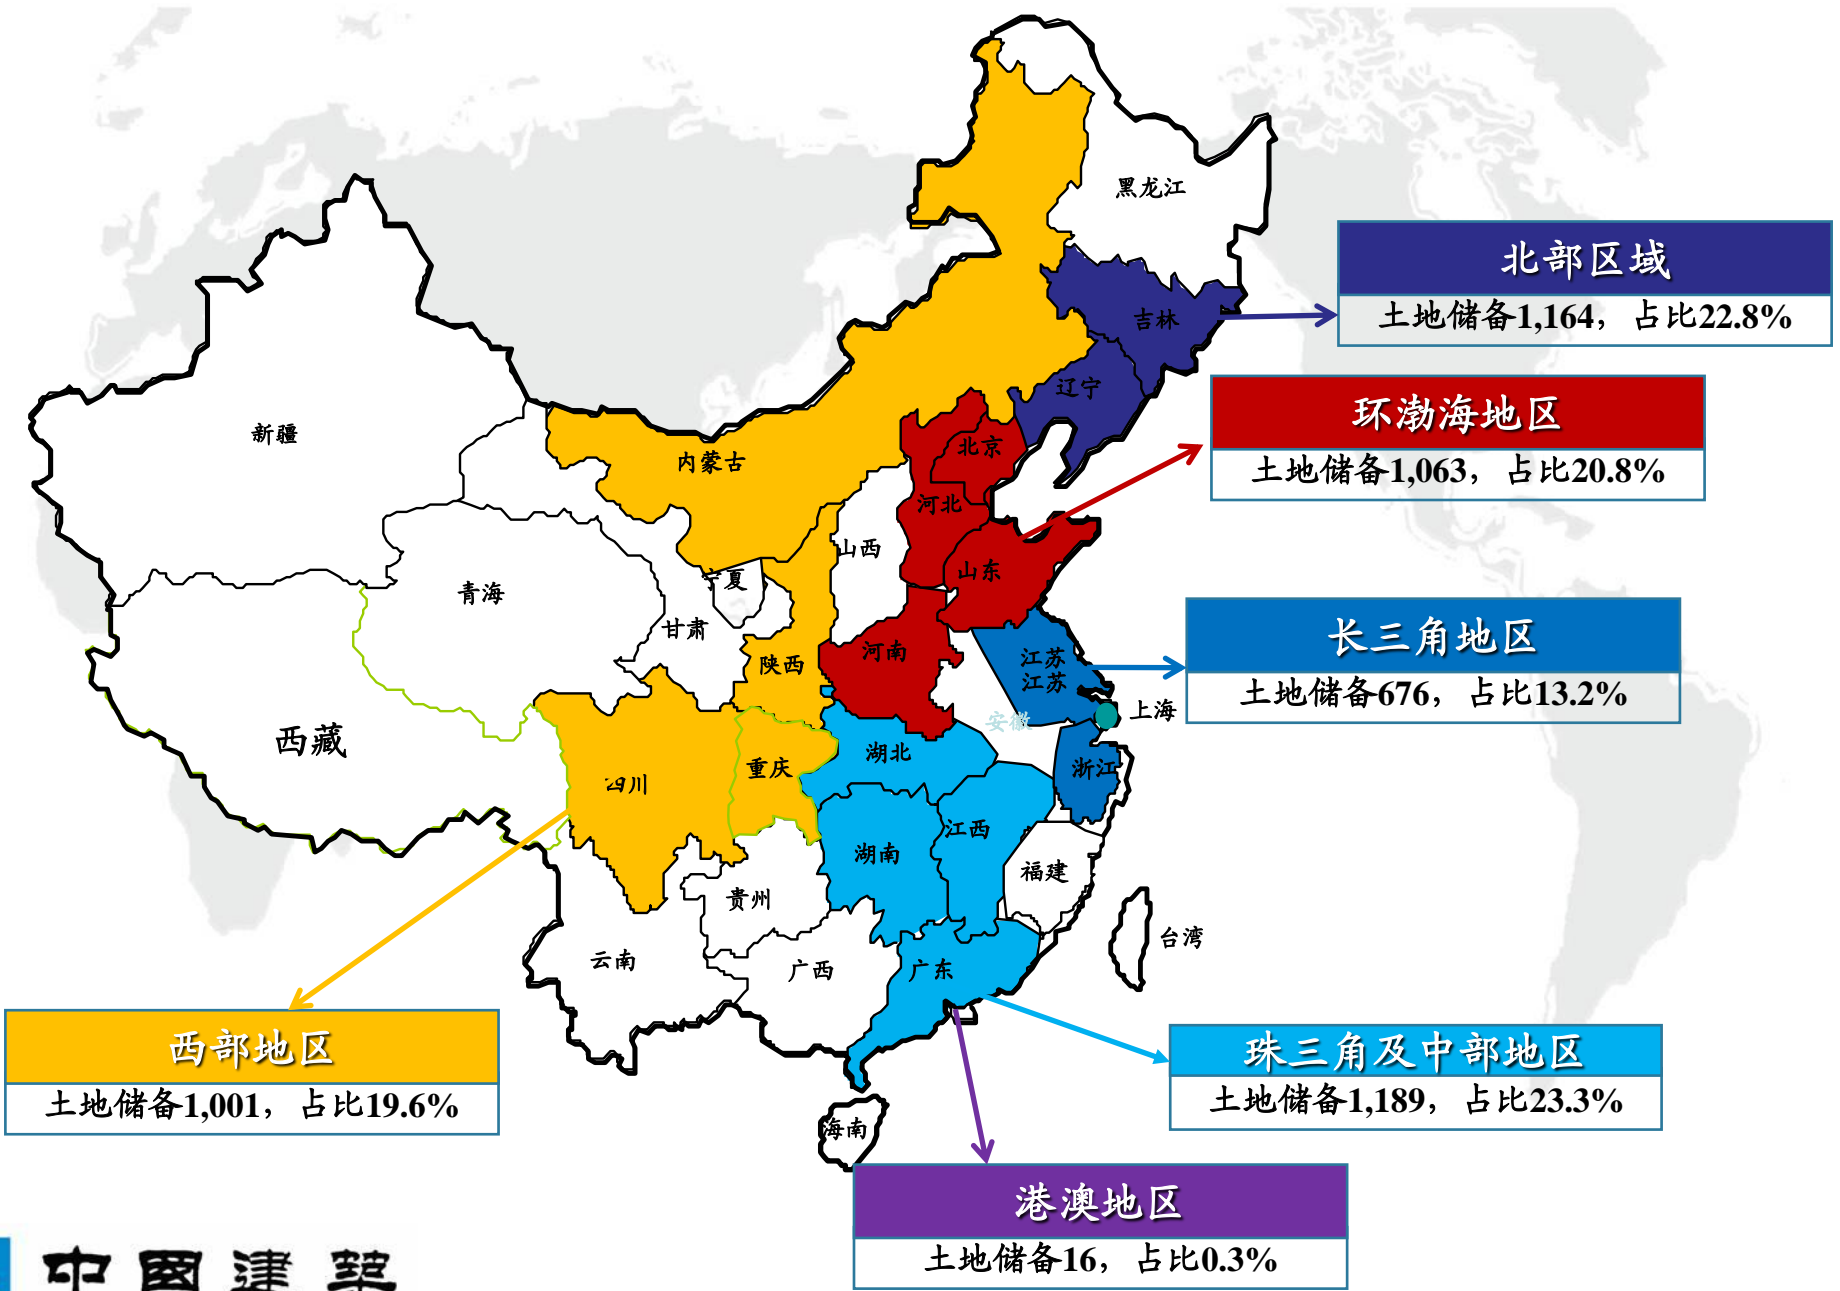 黑龙江
北部区域
土地储备1,164，占比22.8%
吉林
辽宁
环渤海地区
土地储备1,063，占比20.8%
新疆
内蒙古
北京
河北
山西
山东
宁夏
青海
甘肃
陕西
河南
长三角地区
土地储备676，占比13.2%
江苏
江苏
上海
安徽
西藏
湖北
浙江
四川
重庆
江西
湖南
福建
贵州
台湾
云南
广西
广东
西部地区
土地储备1,001，占比19.6%
珠三角及中部地区
土地储备1,189，占比23.3%
海南
港澳地区
土地储备16，占比0.3%
中國建築